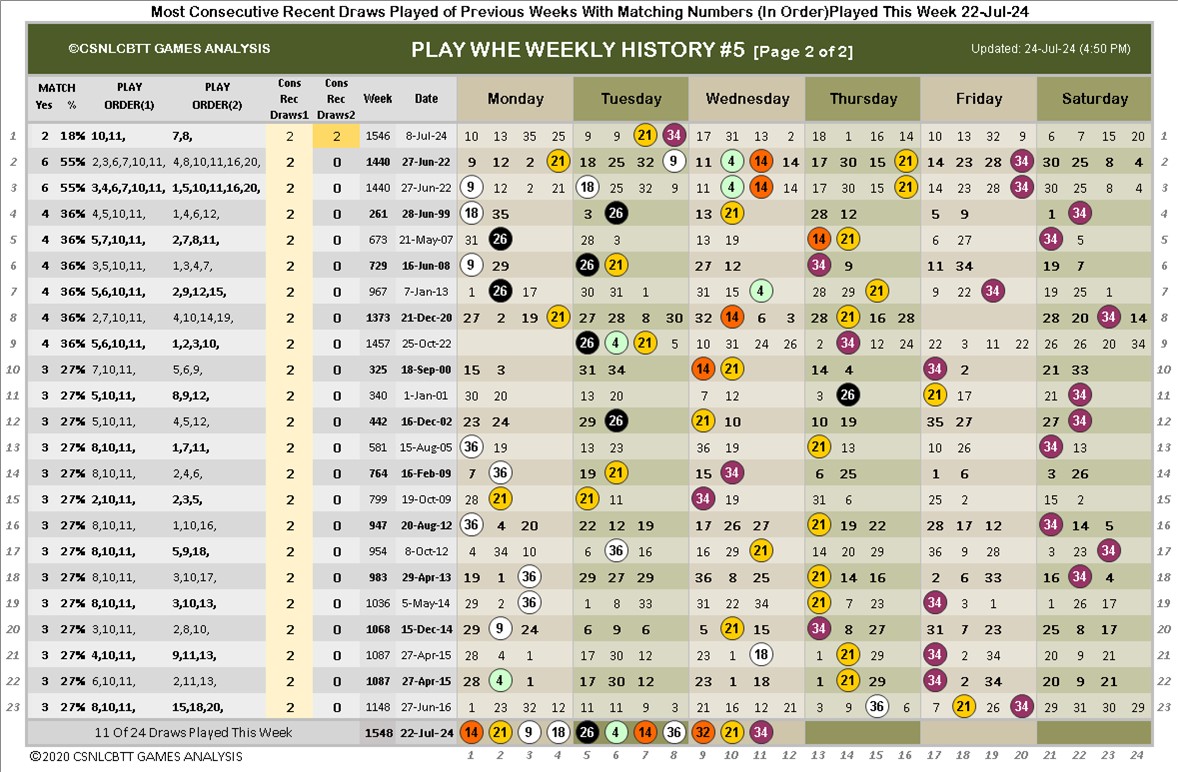 Most Consecutive Recent Draws Played of Previous Weeks With Matching Numbers (In Order)Played This Week 22-Jul-24
©CSNLCBTT GAMES ANALYSIS PLAY WHE WEEKLY HISTORY #5 [Page 2 of 2] Updated: 24-Jul-24 (4:50 PM)
MATCH Yes % PLAY ORDER(1) PLAY ORDER(2) Cons Rec Draws1 Cons Rec Draws2 Week Date Monday Tuesday Wednesday Thursday Friday Saturday
1 2 18% 10,11, 7,8, 2 2 1546 8-Jul-24 10 13 35 25 9 9 21 34 17 31 13 2 18 1 16 14 10 13 32 9 6 7 15 20 1
2 6 55% 2,3,6,7,10,11, 4,8,10,11,16,20, 2 0 1440 27-Jun-22 9 12 2 21 18 25 32 9 11 4 14 14 17 30 15 21 14 23 28 34 30 25 8 4 2
3 6 55% 3,4,6,7,10,11, 1,5,10,11,16,20, 2 0 1440 27-Jun-22 9 12 2 21 18 25 32 9 11 4 14 14 17 30 15 21 14 23 28 34 30 25 8 4 3
4 4 36% 4,5,10,11, 1,4,6,12, 2 0 261 28-Jun-99 18 35 3 26 13 21 28 12 5 9 1 34 4
5 4 36% 5,7,10,11, 2,7,8,11, 2 0 673 21-May-07 31 26 28 3 13 19 14 21 6 27 34 5 5
6 4 36% 3,5,10,11, 1,3,4,7, 2 0 729 16-Jun-08 9 29 26 21 27 12 34 9 11 34 19 7 6
7 4 36% 5,6,10,11, 2,9,12,15, 2 0 967 7-Jan-13 1 26 17 30 31 1 31 15 4 28 29 21 9 22 34 19 25 1 7
8 4 36% 2,7,10,11, 4,10,14,19, 2 0 1373 21-Dec-20 27 2 19 21 27 28 8 30 32 14 6 3 28 21 16 28 28 20 34 14 8
9 4 36% 5,6,10,11, 1,2,3,10, 2 0 1457 25-Oct-22 26 4 21 5 10 31 24 26 2 34 12 24 22 3 11 22 26 26 20 34 9
10 3 27% 7,10,11, 5,6,9, 2 0 325 18-Sep-00 15 3 31 34 14 21 14 4 34 2 21 33 10
11 3 27% 5,10,11, 8,9,12, 2 0 340 1-Jan-01 30 20 13 20 7 12 3 26 21 17 21 34 11
12 3 27% 5,10,11, 4,5,12, 2 0 442 16-Dec-02 23 24 29 26 21 10 10 19 35 27 27 34 12
13 3 27% 8,10,11, 1,7,11, 2 0 581 15-Aug-05 36 19 13 23 36 19 21 13 10 26 34 13 13
14 3 27% 8,10,11, 2,4,6, 2 0 764 16-Feb-09 7 36 19 21 15 34 6 25 1 6 3 26 14
15 3 27% 2,10,11, 2,3,5, 2 0 799 19-Oct-09 28 21 21 11 34 19 31 6 25 2 15 2 15
16 3 27% 8,10,11, 1,10,16, 2 0 947 20-Aug-12 36 4 20 22 12 19 17 26 27 21 19 22 28 17 12 34 14 5 16
17 3 27% 8,10,11, 5,9,18, 2 0 954 8-Oct-12 4 34 10 6 36 16 16 29 21 14 20 29 36 9 28 3 23 34 17
18 3 27% 8,10,11, 3,10,17, 2 0 983 29-Apr-13 19 1 36 29 27 29 36 8 25 21 14 16 2 6 33 16 34 4 18
19 3 27% 8,10,11, 3,10,13, 2 0 1036 5-May-14 29 2 36 1 8 33 31 22 34 21 7 23 34 3 1 1 26 17 19
20 3 27% 3,10,11, 2,8,10, 2 0 1068 15-Dec-14 29 9 24 6 9 6 5 21 15 34 8 27 31 7 23 25 8 17 20
21 3 27% 4,10,11, 9,11,13, 2 0 1087 27-Apr-15 28 4 1 17 30 12 23 1 18 1 21 29 34 2 34 20 9 21 21
22 3 27% 6,10,11, 2,11,13, 2 0 1087 27-Apr-15 28 4 1 17 30 12 23 1 18 1 21 29 34 2 34 20 9 21 22
23 3 27% 8,10,11, 15,18,20, 2 0 1148 27-Jun-16 1 23 32 12 11 11 9 3 21 16 12 21 3 9 36 6 7 21 26 34 29 31 30 29 23
11 Of 24 Draws Played This Week 1548 22-Jul-24 14 21 9 18 26 4 14 36 32 21 34
©2020 CSNLCBTT GAMES ANALYSIS 1 2 3 4 5 6 7 8 9 10 11 12 13 14 15 16 17 18 19 20 21 22 23 24